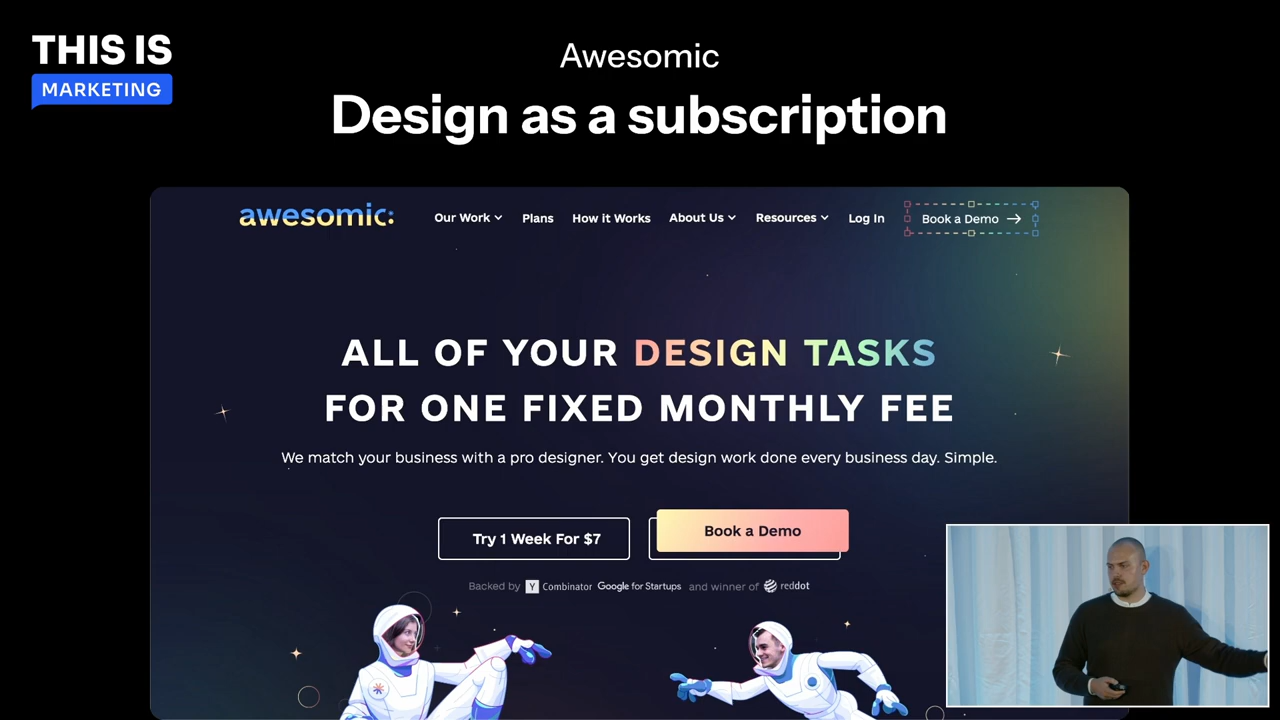 THIS IS
MARKETING
Awesomic
Design as a subscription
awesomic:
Our Work
Plans
How it Works
About Us
Resources
Log In
Book a Demo →
ALL OF YOUR DESIGN TASKS
FOR ONE FIXED MONTHLY FEE
We match your business with a pro designer. You get design work done every business day. Simple.
Try 1 Week For $7
Book a Demo
Backed by Y Combinator Google for Startups and winner of reddot